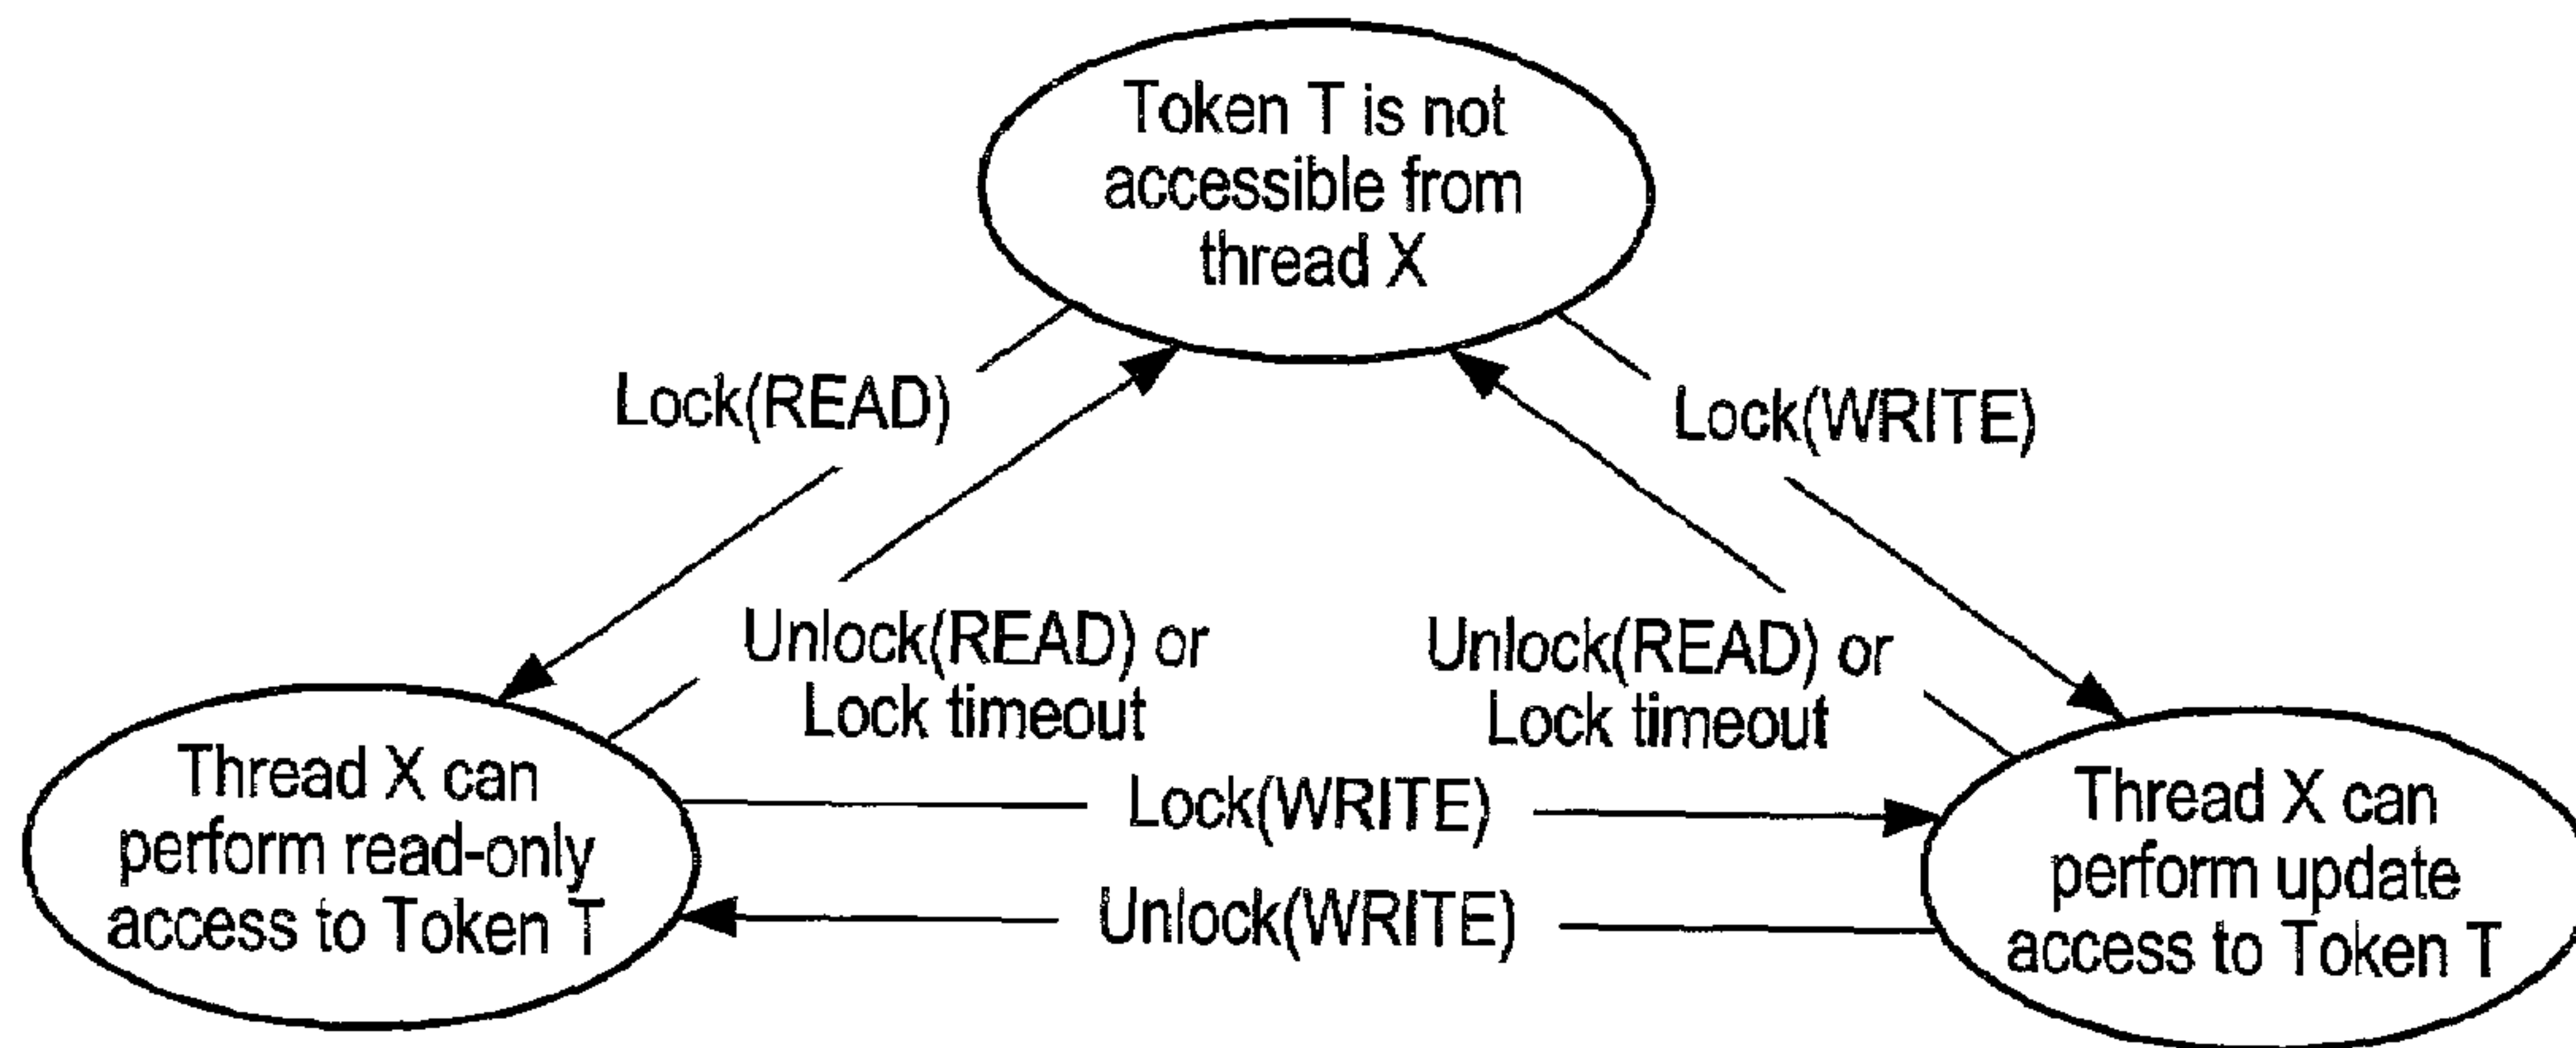 Token T is not
accessible from
thread X
Lock(READ)
Lock(WRITE)
Unlock(READ) or
Lock timeout
Unlock(READ) or
Lock timeout
Thread X can
perform read-only
access to Token T
Lock(WRITE)
Unlock(WRITE)
Thread X can
perform update
access to Token T